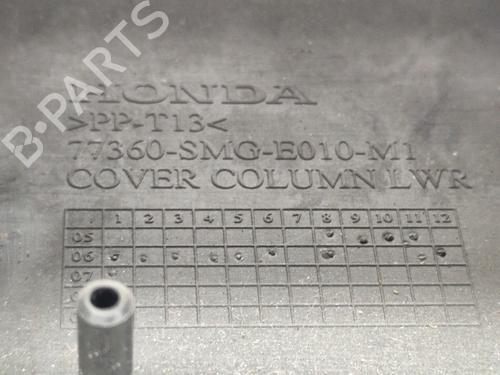 B-PARTS
HONDA
>PP-T13<
77360-SMG-E010-M1
COVER COLUMN LWR
1 2 3 4 5 6 7 8 9 10 11 12
05
06
07